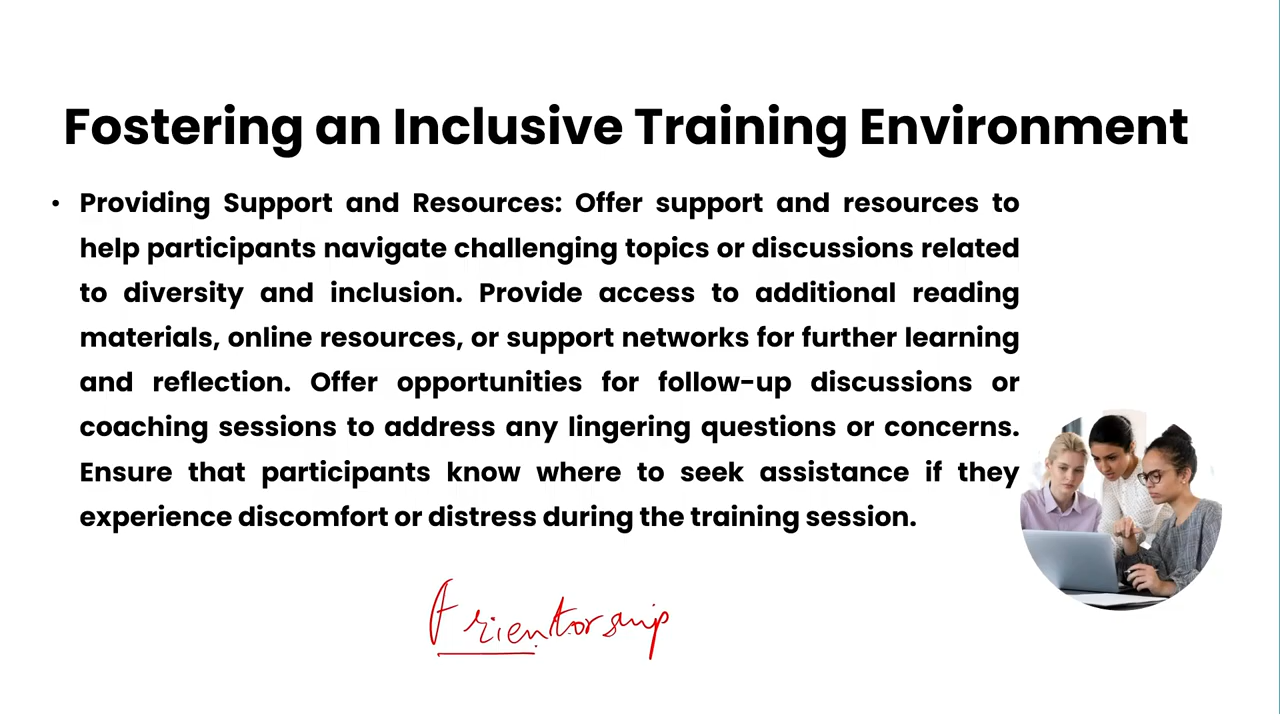 Fostering an Inclusive Training Environment
• Providing Support and Resources: Offer support and resources to
help participants navigate challenging topics or discussions related
to diversity and inclusion. Provide access to additional reading
materials, online resources, or support networks for further learning
and reflection. Offer opportunities for follow-up discussions or
coaching sessions to address any lingering questions or concerns.
Ensure that participants know where to seek assistance if they
experience discomfort or distress during the training session.
Frientorship